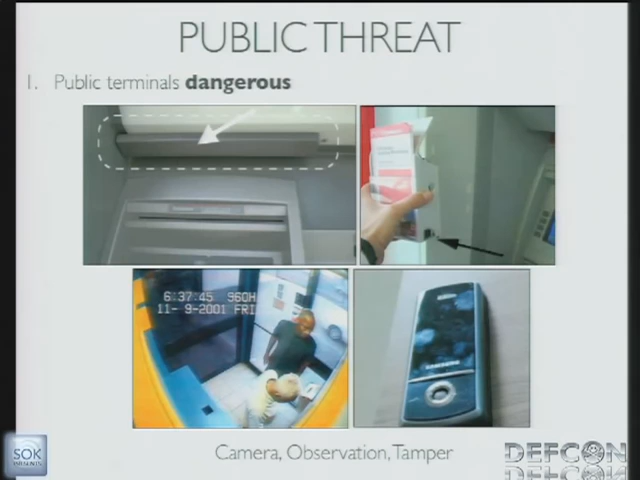 PUBLIC THREAT
1. Public terminals dangerous
6:37:45 960H
11- 9-2001 FRI
SAMSUNG
Camera, Observation, Tamper
SOK
DEFCON